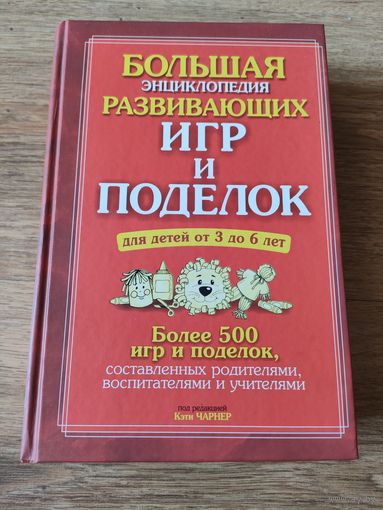 БОЛЬШАЯ
ЭНЦИКЛОПЕДИЯ
РАЗВИВАЮЩИХ
ИГР
И
ПОДЕЛОК
для детей от 3 до 6 лет
Более 500
игр и поделок,
составленных родителями,
воспитателями и учителями
под редакцией
Кэти ЧАРНЕР